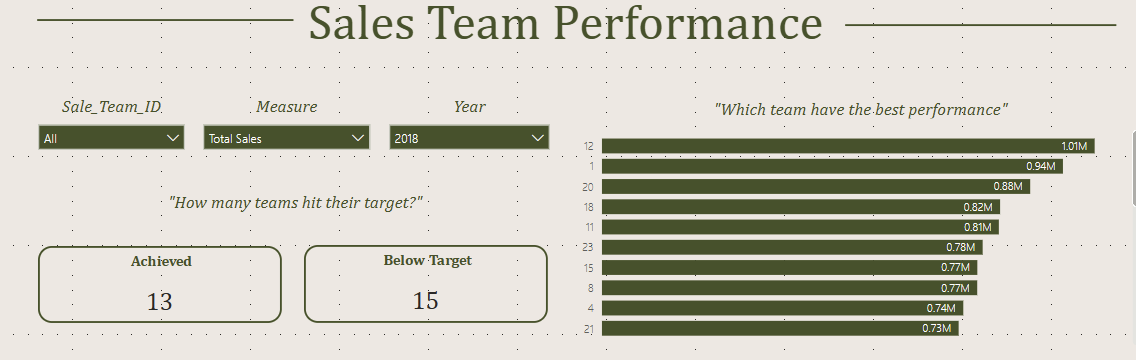 Sales Team Performance
Sale_Team_ID
Measure
Year
All
Total Sales
2018
"How many teams hit their target?"
Achieved
13
Below Target
15
"Which team have the best performance"
12 1.01M
1 0.94M
20 0.88M
18 0.82M
11 0.81M
23 0.78M
15 0.77M
8 0.77M
4 0.74M
21 0.73M